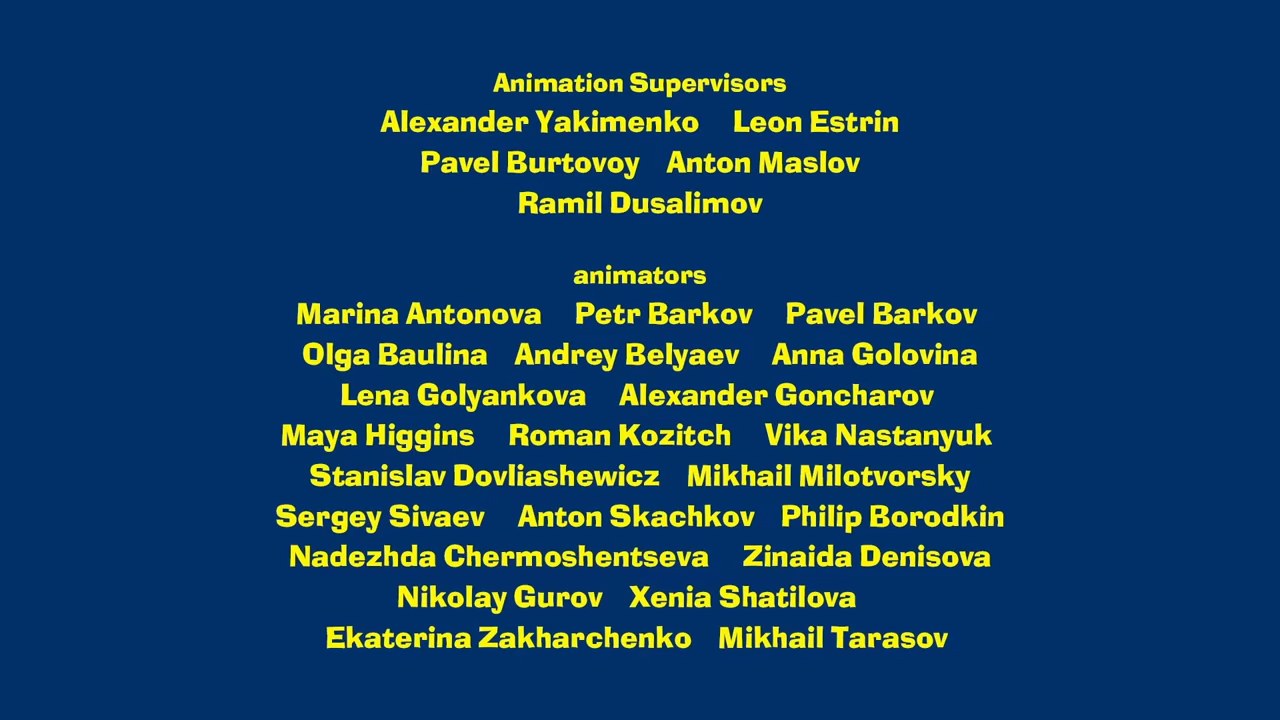 Animation Supervisors
Alexander Yakimenko Leon Estrin
Pavel Burtovoy Anton Maslov
Ramil Dusalimov
animators
Marina Antonova Petr Barkov Pavel Barkov
Olga Baulina Andrey Belyaev Anna Golovina
Lena Golyankova Alexander Goncharov
Maya Higgins Roman Kozitch Vika Nastanyuk
Stanislav Dovliashewicz Mikhail Milotvorsky
Sergey Sivaev Anton Skachkov Philip Borodkin
Nadezhda Chermoshentseva Zinaida Denisova
Nikolay Gurov Xenia Shatilova
Ekaterina Zakharchenko Mikhail Tarasov